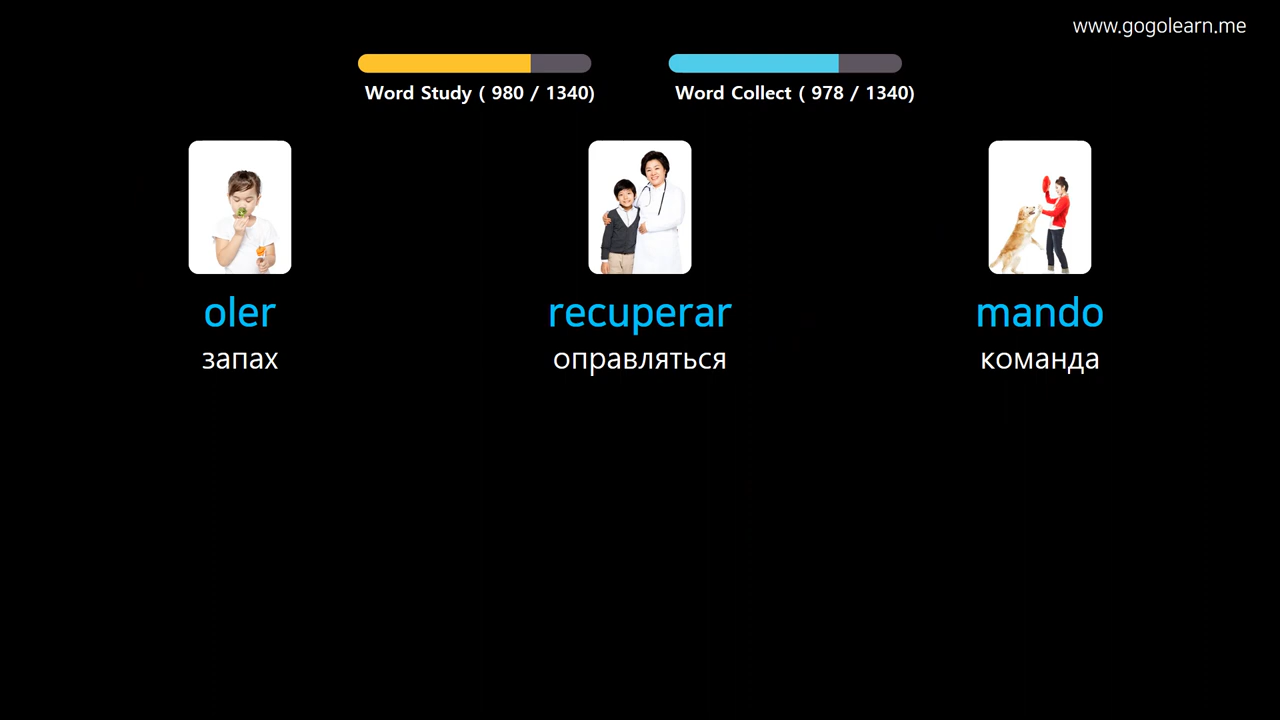 www.gogolearn.me
Word Study ( 980 / 1340)
Word Collect ( 978 / 1340)
oler
recuperar
mando
запах
оправляться
команда